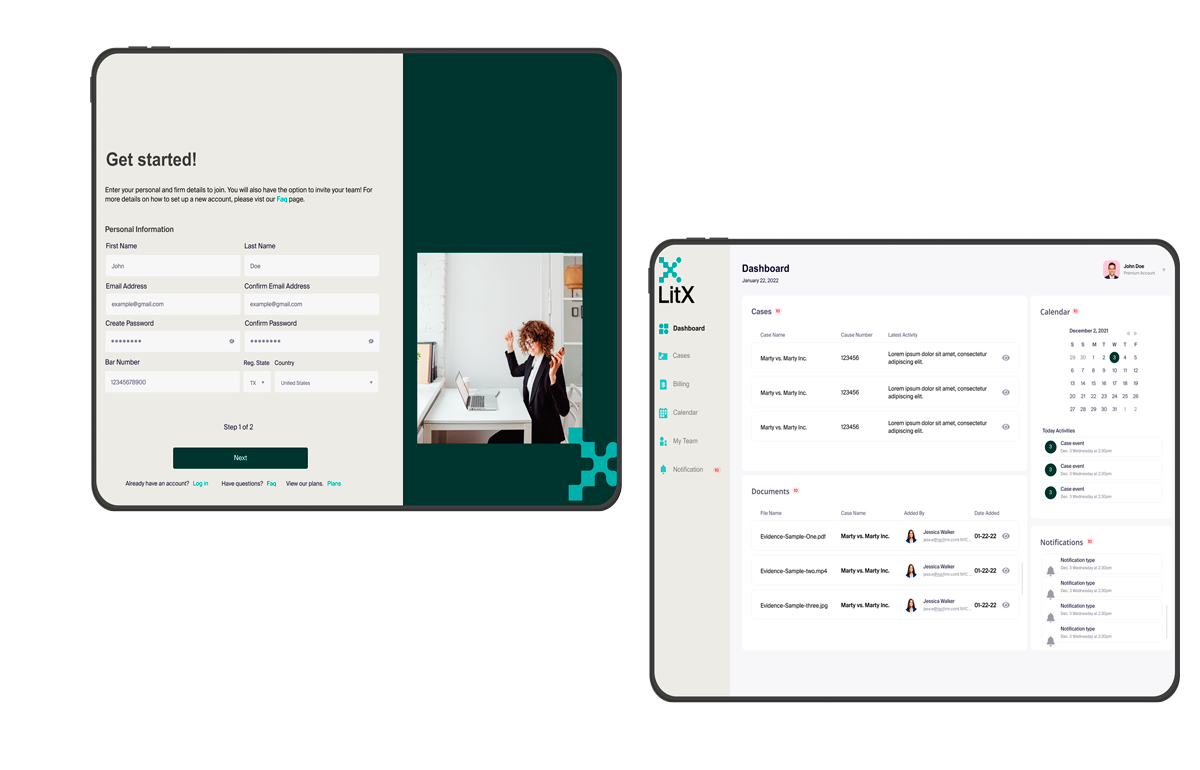 Get started!
Enter your personal and firm details to join. You will also have the option to invite your team! For
more details on how to set up a new account, please vist our Faq page.
Personal Information
First Name Last Name
John Doe
Email Address Confirm Email Address
example@gmail.com example@gmail.com
Create Password Confirm Password
Bar Number Reg. State Country
12345678900 TX United States
Step 1 of 2
Next
Already have an account? Log in Have questions? Faq View our plans. Plans
LitX
Dashboard
Cases
Billing
Calendar
My Team
Notification
Dashboard
January 22, 2022
John Doe
Premium Account
Cases
Case Name Cause Number Latest Activity
Marty vs. Marty Inc. 123456 Lorem ipsum dolor sit amet, consectetur
adipiscing elit.
Marty vs. Marty Inc. 123456 Lorem ipsum dolor sit amet, consectetur
adipiscing elit.
Marty vs. Marty Inc. 123456 Lorem ipsum dolor sit amet, consectetur
adipiscing elit.
Documents
File Name Case Name Added By Date Added
Evidence-Sample-One.pdf Marty vs. Marty Inc. Jessica Walker 01-22-22
Evidence-Sample-two.mp4 Marty vs. Marty Inc. Jessica Walker 01-22-22
Evidence-Sample-three.jpg Marty vs. Marty Inc. Jessica Walker 01-22-22
Calendar
December 2, 2021
S S M T W T F
29 30 1 2 3 4 5
6 7 8 9 10 11 12
13 14 15 16 17 18 19
20 21 22 23 24 25 26
27 28 29 30 31 1 2
Today Activities
3 Case event
Dec. 3 Wednesday at 2:30pm
3 Case event
Dec. 3 Wednesday at 2:30pm
3 Case event
Dec. 3 Wednesday at 2:30pm
Notifications
Notification type
Dec. 3 Wednesday at 2:30pm
Notification type
Dec. 3 Wednesday at 2:30pm
Notification type
Dec. 3 Wednesday at 2:30pm
Notification type
Dec. 3 Wednesday at 2:30pm